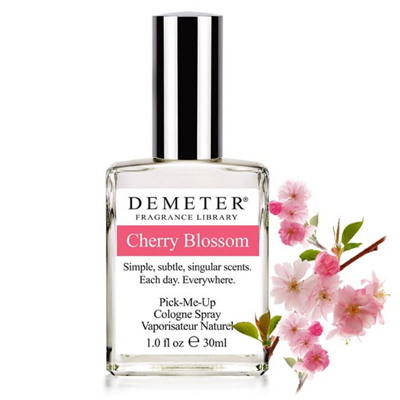 DEMETER®
FRAGRANCE LIBRARY
Cherry Blossom
Simple, subtle, singular scents.
Each day. Everywhere.
Pick-Me-Up
Cologne Spray
Vaporisateur Naturel
1.0 fl oz ℮ 30ml